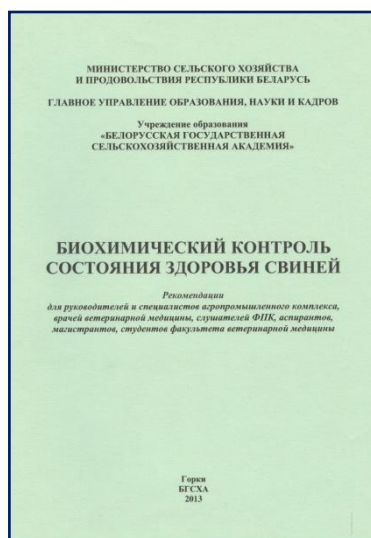 МИНИСТЕРСТВО СЕЛЬСКОГО ХОЗЯЙСТВА
И ПРОДОВОЛЬСТВИЯ РЕСПУБЛИКИ БЕЛАРУСЬ
ГЛАВНОЕ УПРАВЛЕНИЕ ОБРАЗОВАНИЯ, НАУКИ И КАДРОВ
Учреждение образования
«БЕЛОРУССКАЯ ГОСУДАРСТВЕННАЯ
СЕЛЬСКОХОЗЯЙСТВЕННАЯ АКАДЕМИЯ»
БИОХИМИЧЕСКИЙ КОНТРОЛЬ
СОСТОЯНИЯ ЗДОРОВЬЯ СВИНЕЙ
Рекомендации
для руководителей и специалистов агропромышленного комплекса,
врачей ветеринарной медицины, слушателей ФПК, аспирантов,
магистрантов, студентов факультета ветеринарной медицины
Горки
БГСХА
2013